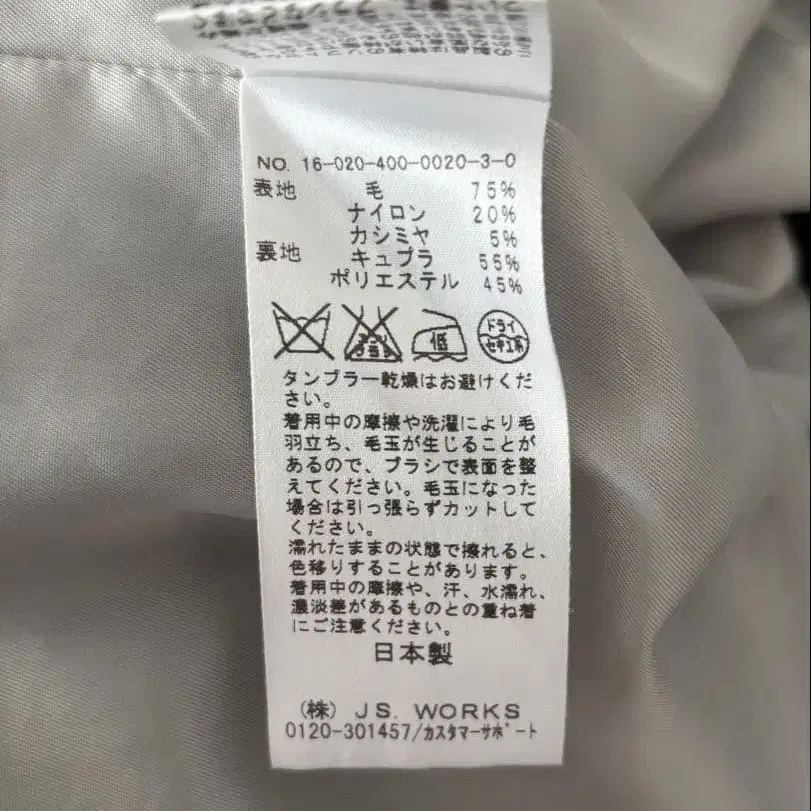 NO. 16-020-400-0020-3-0
表地 毛 75%
ナイロン 20%
カシミヤ 5%
裏地 キュプラ 55%
ポリエステル 45%
エンソ
サラシ
低
ドライ
セキユ系
タンブラー乾燥はお避けくだ
さい。
着用中の摩擦や洗濯により毛
羽立ち、毛玉が生じることが
あるので、ブラシで表面を整
えてください。毛玉になった
場合は引っ張らずカットして
ください。
濡れたままの状態で擦れると、
色移りすることがあります。
着用中の摩擦や、汗、水濡れ、
濃淡差があるものとの重ね着
にご注意ください。
日本製
(株) J.S. WORKS
0120-301457/カスタマーサポート